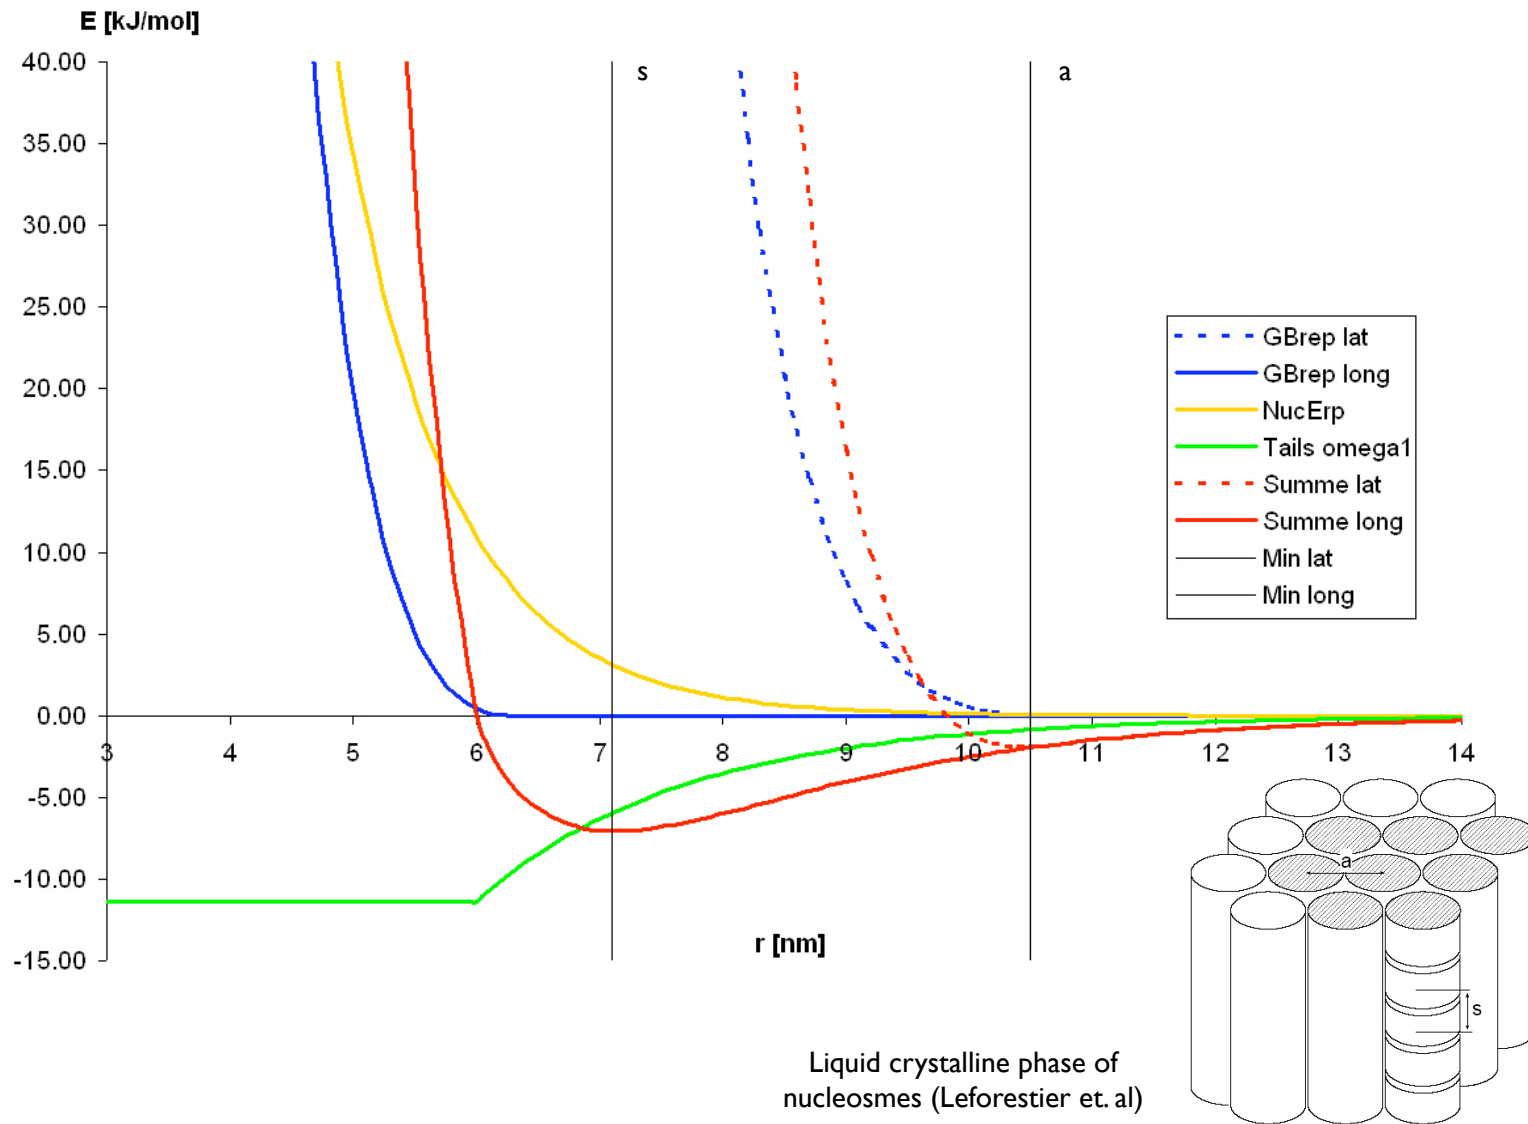 E [kJ/mol]
40.00
35.00
30.00
25.00
20.00
15.00
10.00
5.00
0.00
-5.00
-10.00
-15.00
s
a
3 4 5 6 7 8 9 10 11 12 13 14
r [nm]
GBrep lat
GBrep long
NucErp
Tails omega1
Summe lat
Summe long
Min lat
Min long
a
s
Liquid crystalline phase of
nucleosmes (Leforestier et. al)